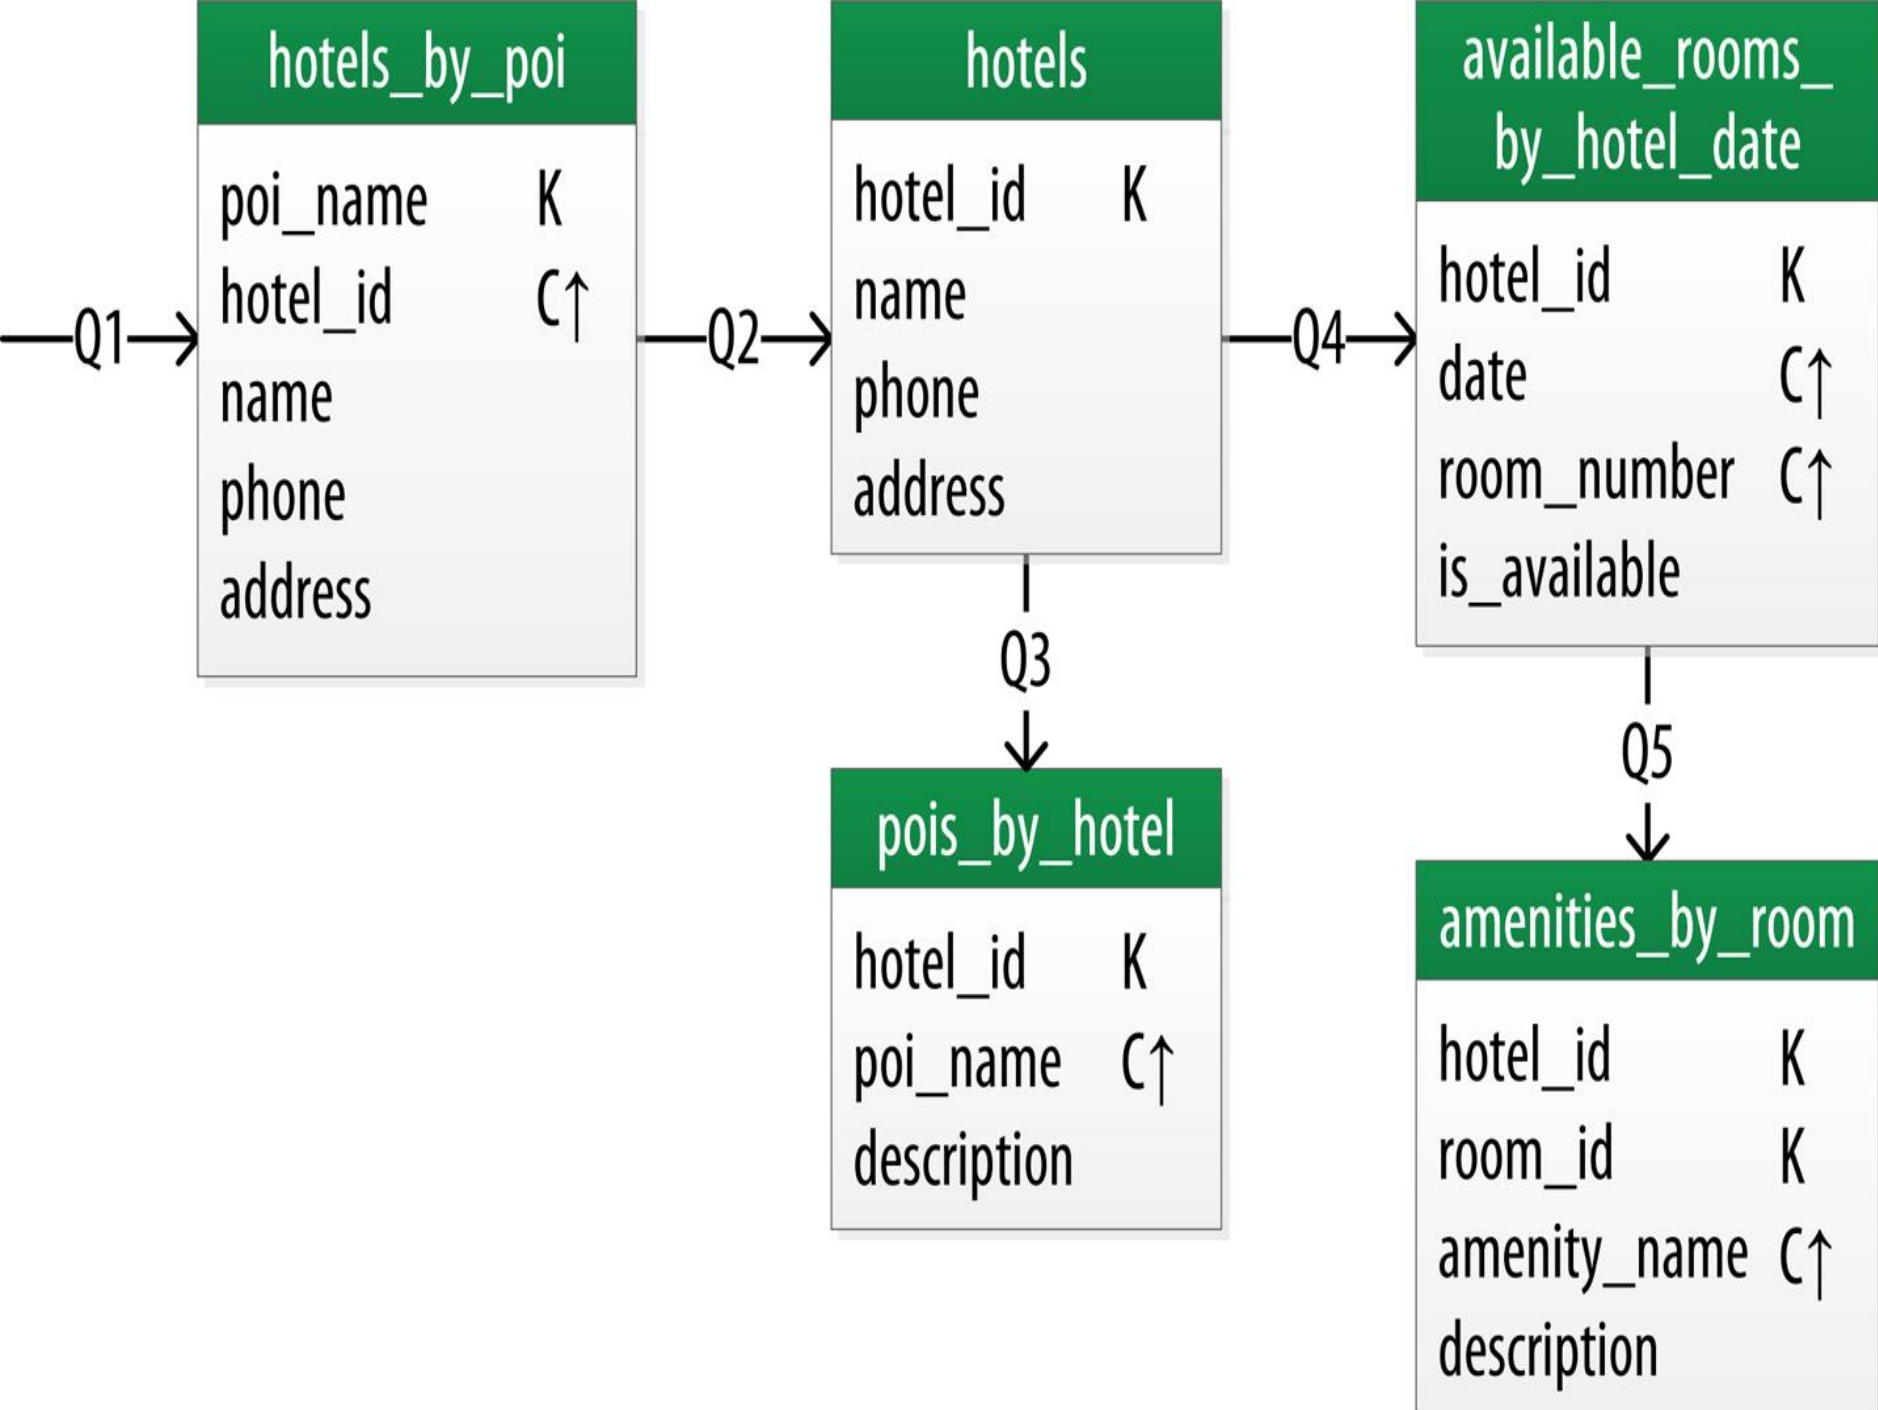 hotels_by_poi
poi_name K
hotel_id C↑
name
phone
address
Q1
Q2
hotels
hotel_id K
name
phone
address
Q3
pois_by_hotel
hotel_id K
poi_name C↑
description
Q4
available_rooms_
by_hotel_date
hotel_id K
date C↑
room_number C↑
is_available
Q5
amenities_by_room
hotel_id K
room_id K
amenity_name C↑
description